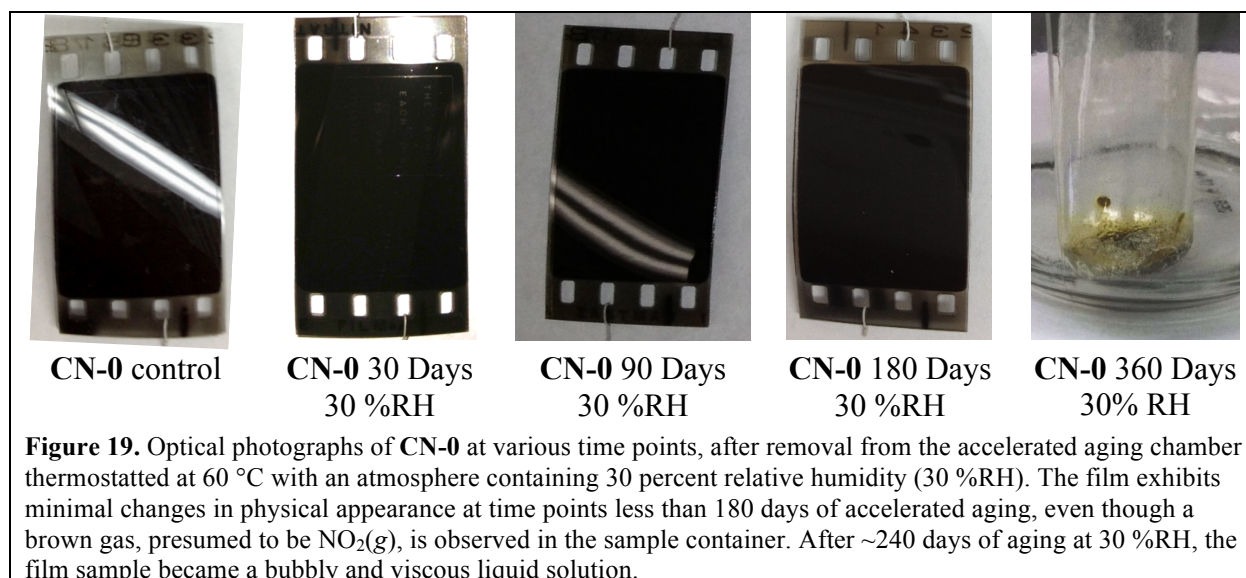 NITRAT
THE
EACH
CN-0 control
CN-0 30 Days
30 %RH
CN-0 90 Days
30 %RH
CN-0 180 Days
30 %RH
CN-0 360 Days
30% RH
Figure 19. Optical photographs of CN-0 at various time points, after removal from the accelerated aging chamber
thermostatted at 60 °C with an atmosphere containing 30 percent relative humidity (30 %RH). The film exhibits
minimal changes in physical appearance at time points less than 180 days of accelerated aging, even though a
brown gas, presumed to be NO₂(g), is observed in the sample container. After ~240 days of aging at 30 %RH, the
film sample became a bubbly and viscous liquid solution.